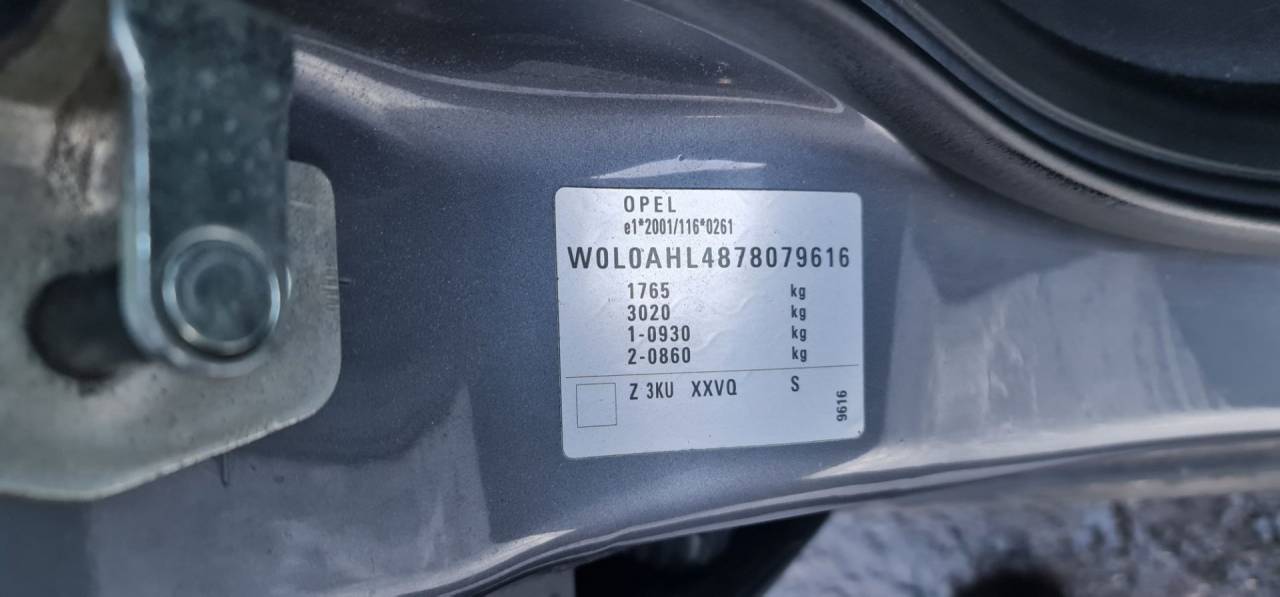 OPEL
e1*2001/116*0261
W0L0AHL4878079616
1765 kg
3020 kg
1-0930 kg
2-0860 kg
Z 3KU XXVQ S
9616